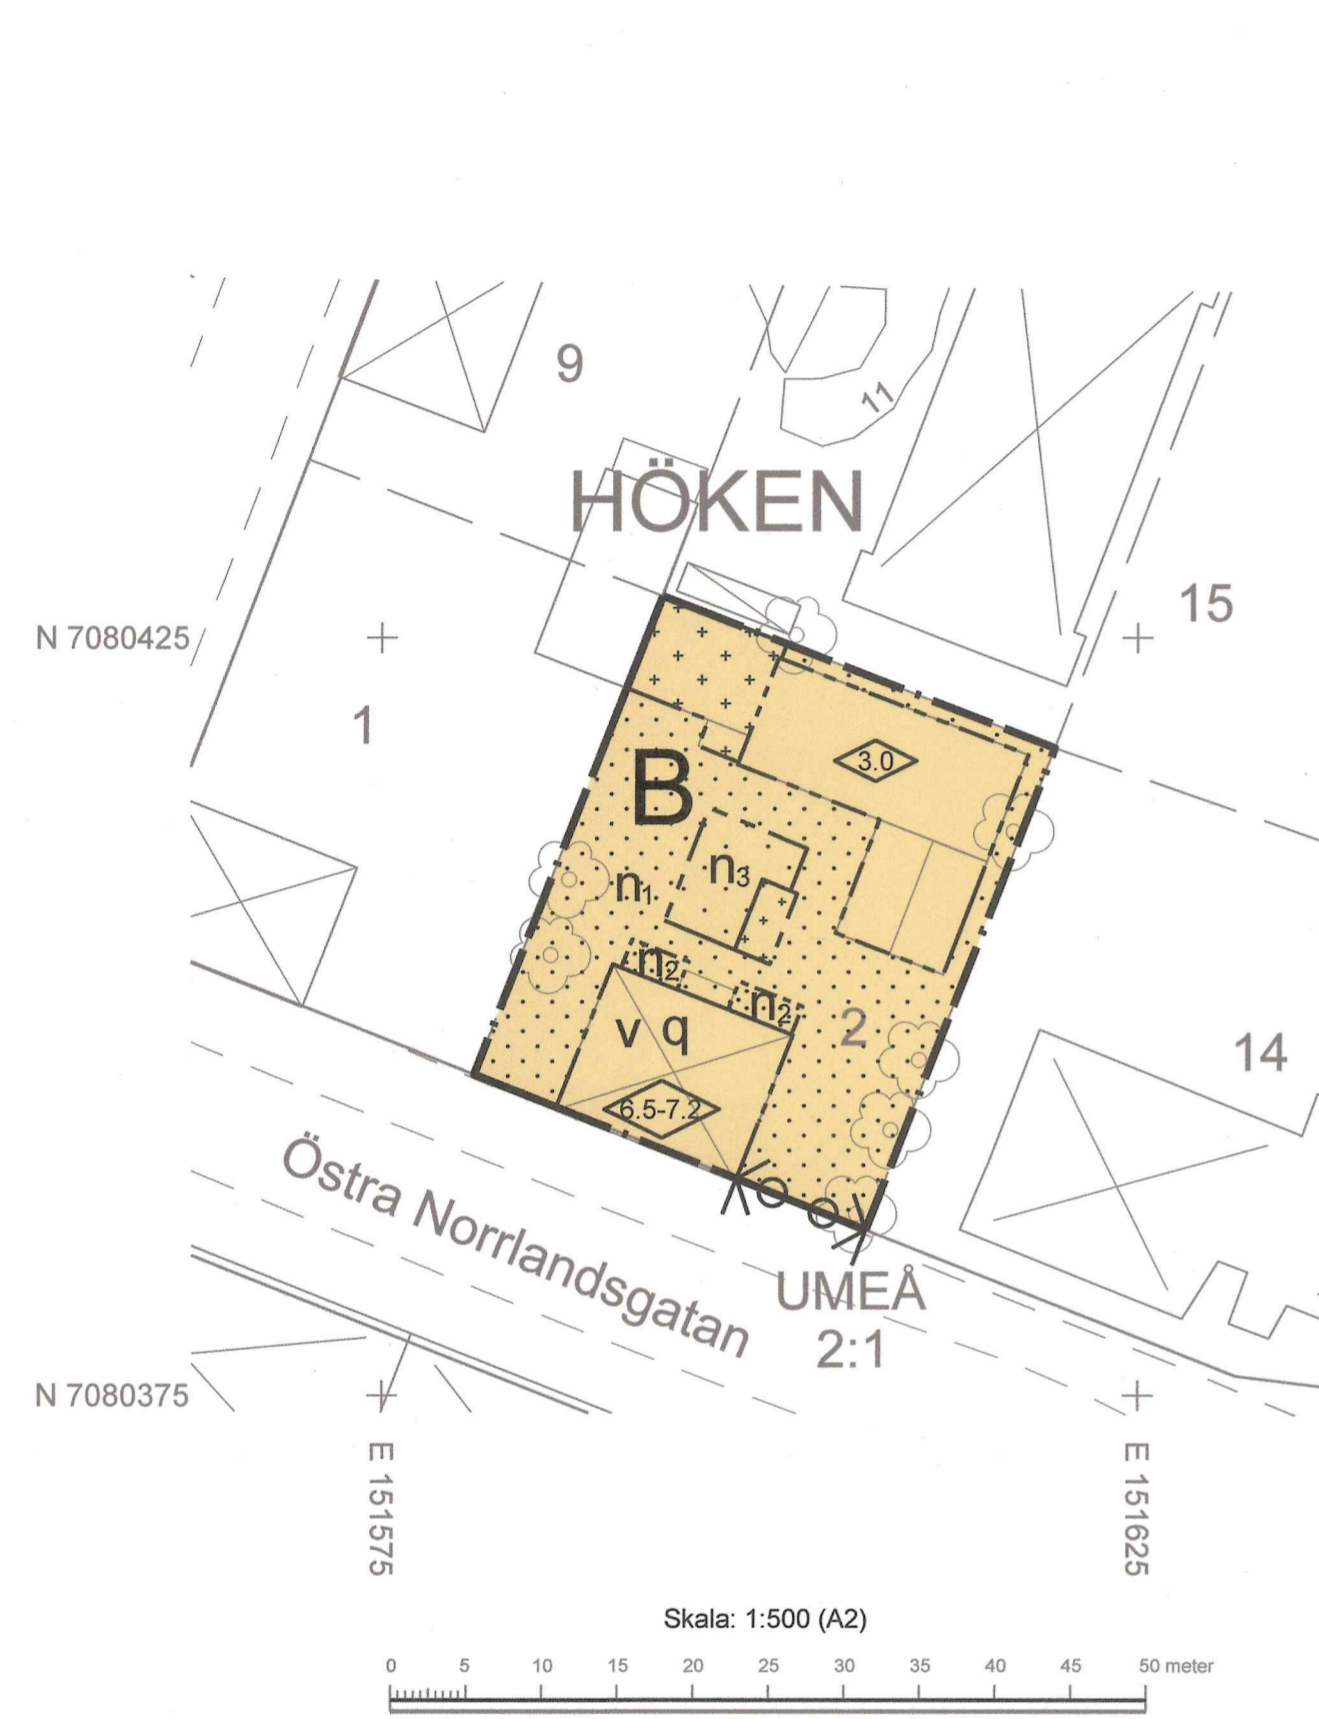 9
11
HÖKEN
15
N 7080425
1
3.0
B
n3
n1
n2
n2
2
v q
14
6.5-7.2
Östra Norrlandsgatan
UMEÅ
2:1
N 7080375
E 151575
E 151625
Skala: 1:500 (A2)
0 5 10 15 20 25 30 35 40 45 50 meter